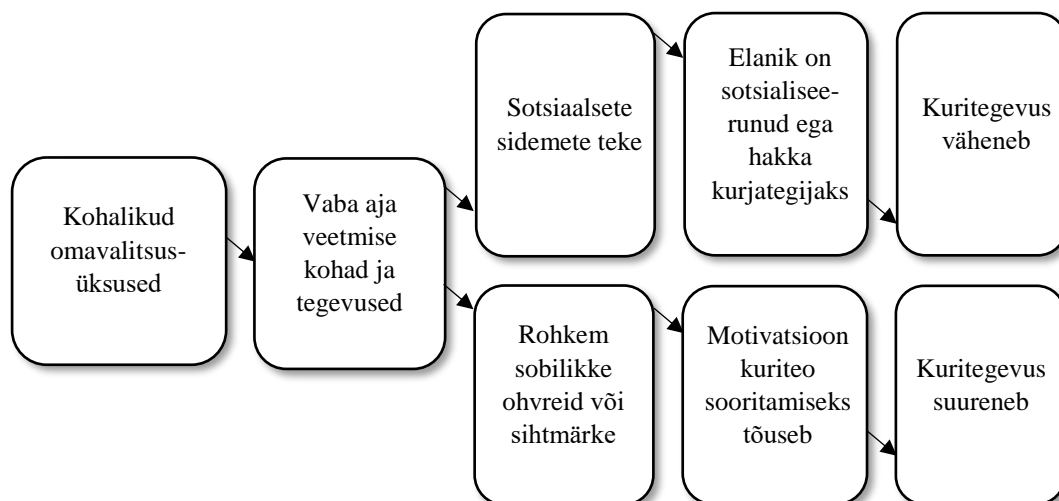 Kohalikud
omavalitsus-
üksused
Vaba aja
veetmise
kohad ja
tegevused
Sotsiaalsete
sidemete teke
Elanik on
sotsialisee-
runud ega
hakka
kurjategijaks
Kuritegevus
väheneb
Rohkem
sobilikke
ohvreid või
sihtmärke
Motivatsioon
kuriteo
sooritamiseks
tõuseb
Kuritegevus
suureneb